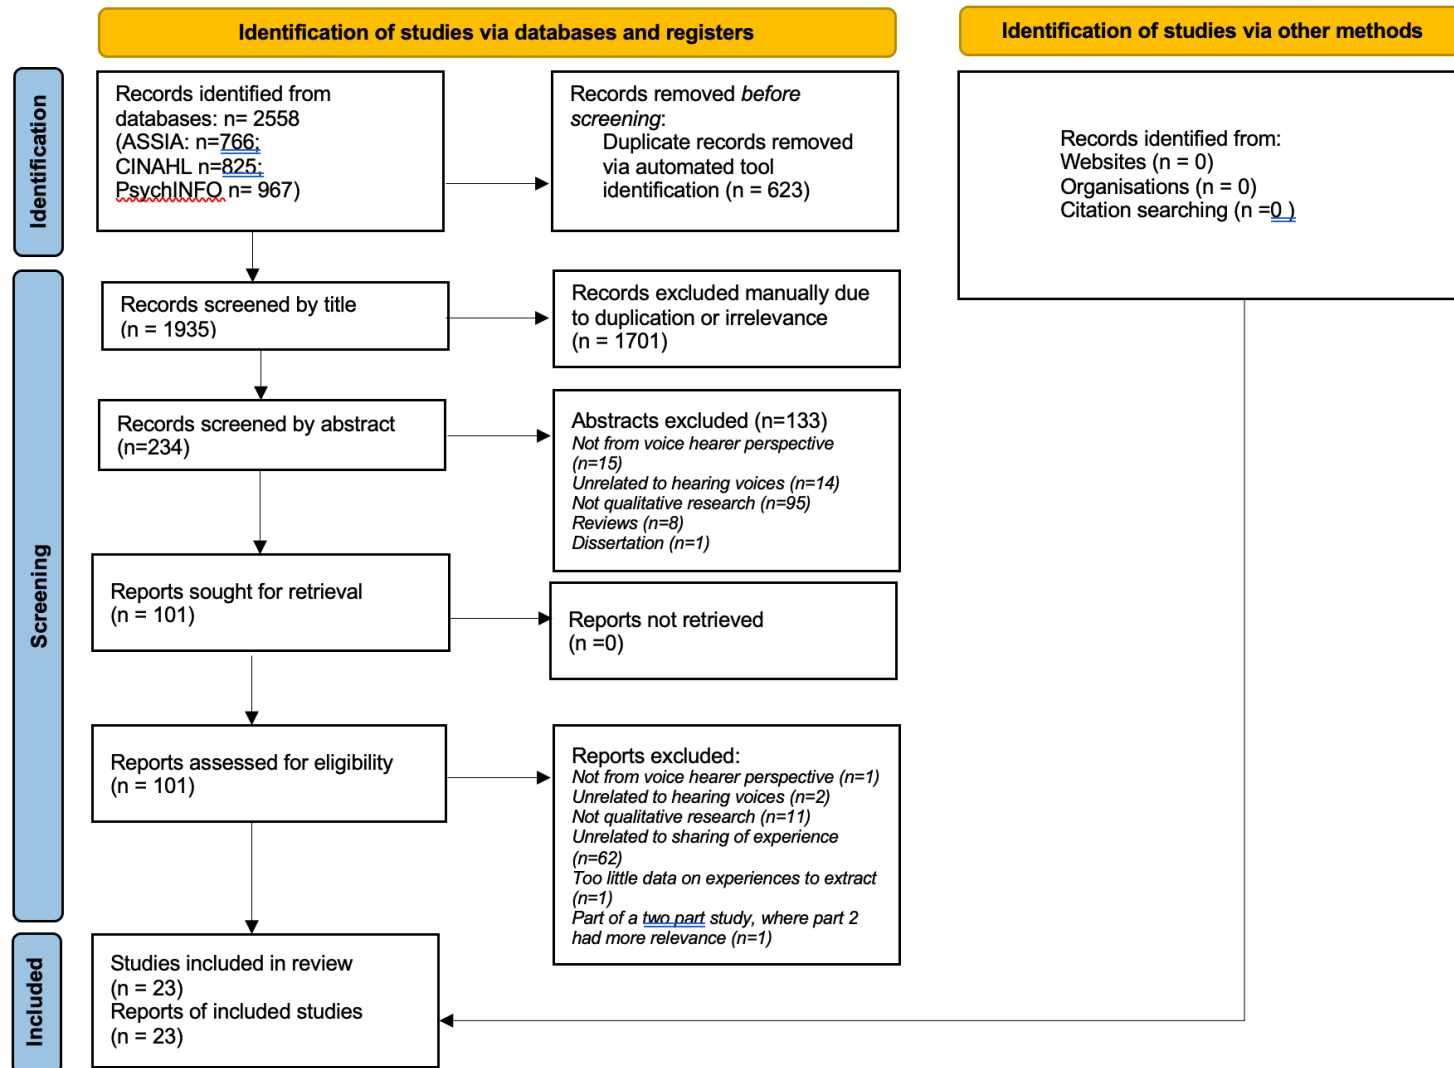 Identification of studies via databases and registers
Identification of studies via other methods
Identification
Records identified from
databases: n= 2558
(ASSIA: n=766;
CINAHL n=825;
PsychINFO n= 967)
Records removed before
screening:
Duplicate records removed
via automated tool
identification (n = 623)
Records identified from:
Websites (n = 0)
Organisations (n = 0)
Citation searching (n =0 )
Screening
Records screened by title
(n = 1935)
Records excluded manually due
to duplication or irrelevance
(n = 1701)
Records screened by abstract
(n=234)
Abstracts excluded (n=133)
Not from voice hearer perspective
(n=15)
Unrelated to hearing voices (n=14)
Not qualitative research (n=95)
Reviews (n=8)
Dissertation (n=1)
Reports sought for retrieval
(n = 101)
Reports not retrieved
(n =0)
Reports assessed for eligibility
(n = 101)
Reports excluded:
Not from voice hearer perspective (n=1)
Unrelated to hearing voices (n=2)
Not qualitative research (n=11)
Unrelated to sharing of experience
(n=62)
Too little data on experiences to extract
(n=1)
Part of a two part study, where part 2
had more relevance (n=1)
Included
Studies included in review
(n = 23)
Reports of included studies
(n = 23)